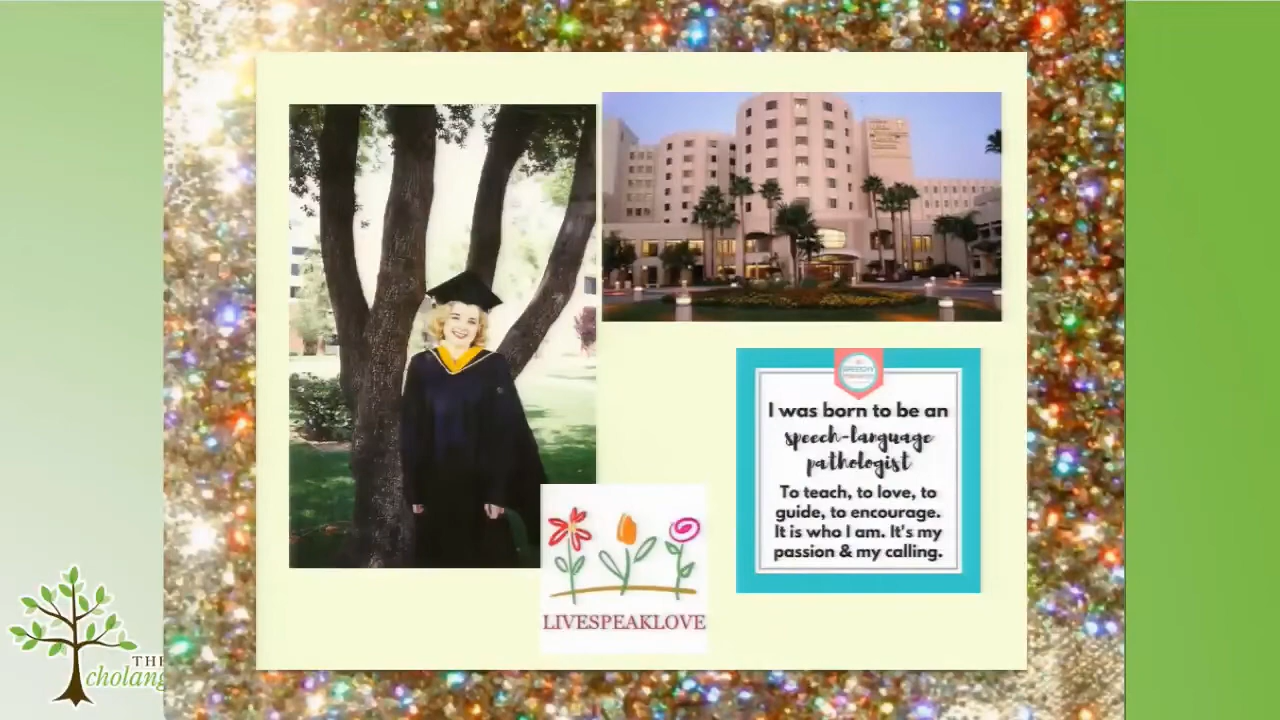 I was born to be an
speech-language
pathologist
To teach, to love, to
guide, to encourage.
It is who I am. It's my
passion & my calling.
LIVESPEAKLOVE
THE
cholang